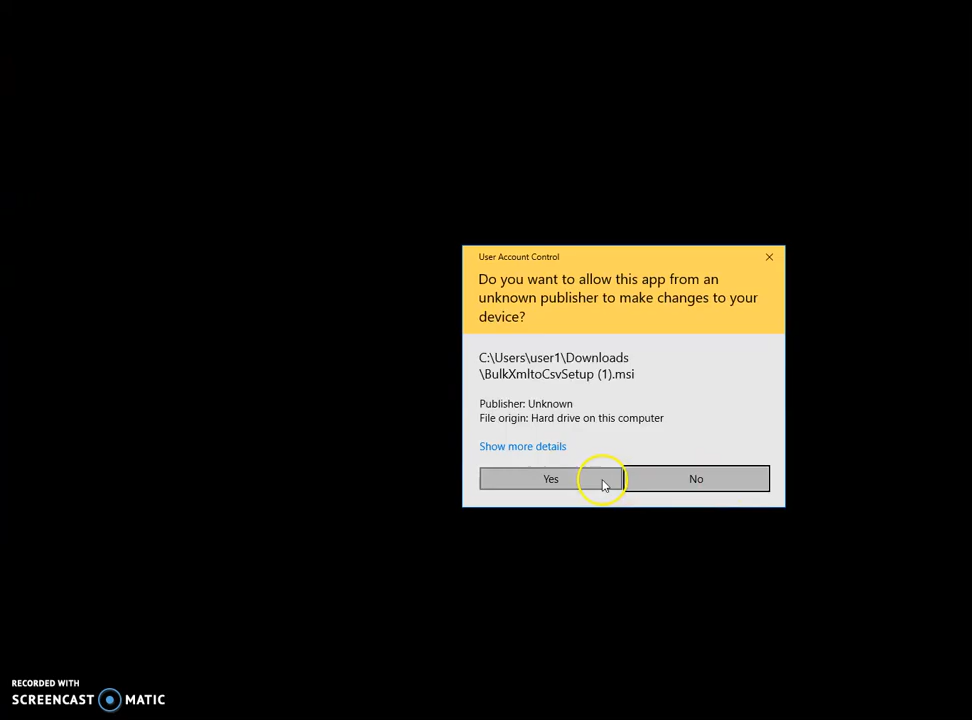 User Account Control
Do you want to allow this app from an
unknown publisher to make changes to your
device?
C:\Users\user1\Downloads
\BulkXmltoCsvSetup (1).msi
Publisher: Unknown
File origin: Hard drive on this computer
Show more details
Yes
No
RECORDED WITH
SCREENCAST MATIC